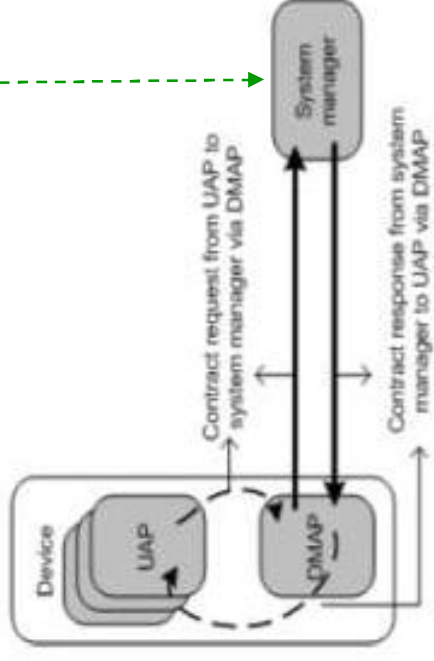 Device
UAP
DMAP
Contract request from UAP to
system manager via DMAP
Contract response from system
manager to UAP via DMAP
System
manager